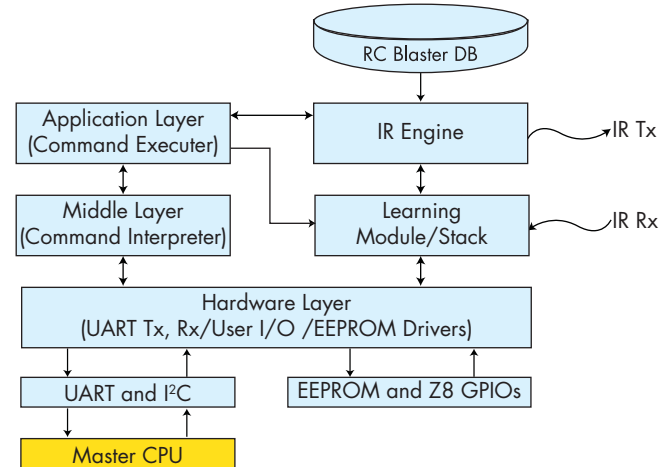 RC Blaster DB
Application Layer
(Command Executer)
IR Engine
IR Tx
Middle Layer
(Command Interpreter)
Learning
Module/Stack
IR Rx
Hardware Layer
(UART Tx, Rx/User I/O /EEPROM Drivers)
UART and I²C
EEPROM and Z8 GPIOs
Master CPU